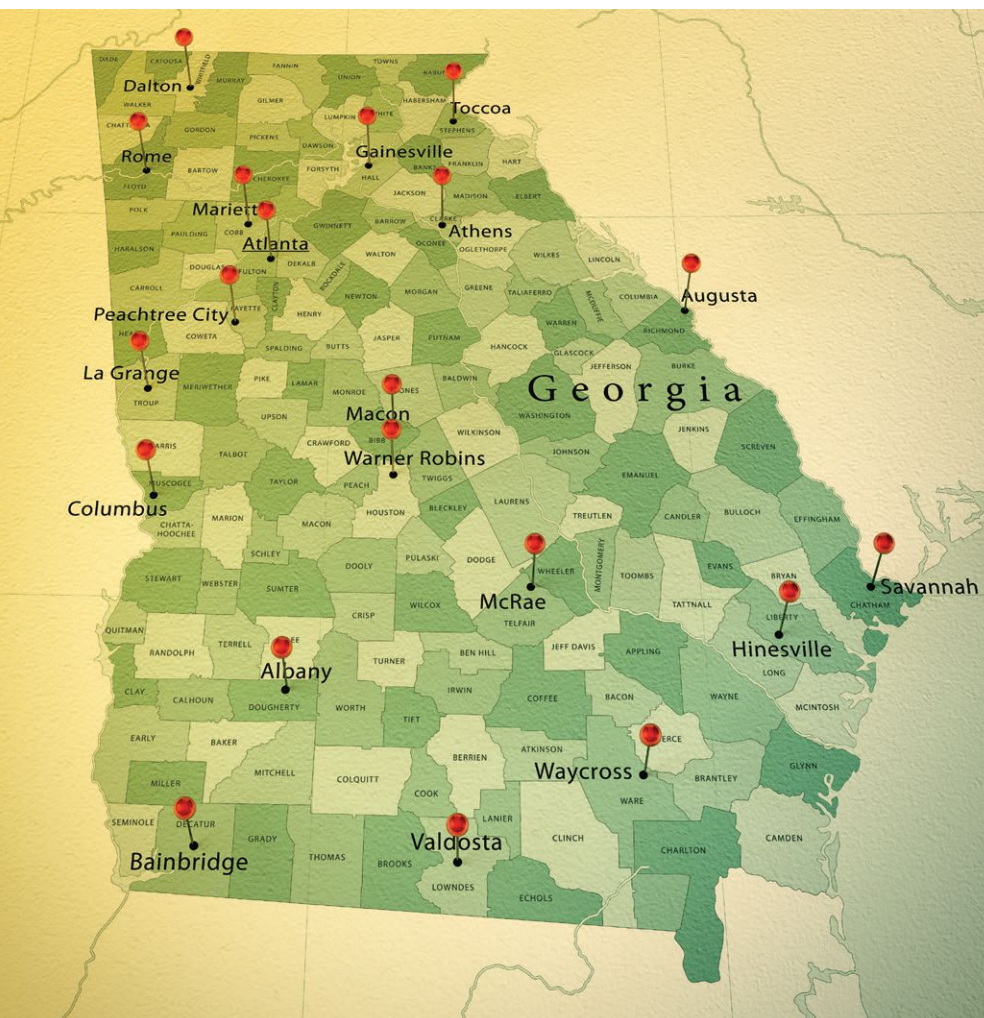 DADE
CATOOSA
WHITFIELD
MURRAY
FANNIN
UNION
TOWNS
RABUN
Dalton
WALKER
GILMER
LUMPKIN
HABERSHAM
Toccoa
GORDON
PICKENS
DAWSON
STEPHENS
Rome
Gainesville
FLOYD
BARTOW
CHEROKEE
FORSYTH
HALL
BANKS
FRANKLIN
HART
POLK
JACKSON
MADISON
ELBERT
PAULDING
COBB
GWINNETT
BARROW
CLARKE
Athens
HARALSON
Atlanta
WALTON
OCONEE
OGLETHORPE
WILKES
LINCOLN
DEKALB
ROCKDALE
CARROLL
CLAYTON
NEWTON
MORGAN
GREENE
TALIAFERRO
MCDUFFIE
COLUMBIA
Augusta
Peachtree City
HENRY
WARREN
RICHMOND
COWETA
SPALDING
BUTTS
JASPER
PUTNAM
HANCOCK
GLASCOCK
La Grange
MERIWETHER
PIKE
LAMAR
MONROE
BALDWIN
JEFFERSON
BURKE
Georgia
TROUP
UPSON
Macon
WASHINGTON
JENKINS
CRAWFORD
BIBB
WILKINSON
TALBOT
Warner Robins
JOHNSON
SCREVEN
MUSCOGEE
TAYLOR
PEACH
TWIGGS
EMANUEL
Columbus
HOUSTON
BLECKLEY
LAURENS
TREUTLEN
CANDLER
BULLOCH
EFFINGHAM
CHATTA-
HOOCHEE
MARION
MACON
SCHLEY
DOOLY
PULASKI
DODGE
WHEELER
MONTGOMERY
TOOMBS
EVANS
BRYAN
STEWART
WEBSTER
SUMTER
WILCOX
McRae
TATTNALL
Savannah
CHATHAM
CRISP
TELFAIR
LIBERTY
QUITMAN
RANDOLPH
TERRELL
TURNER
BEN HILL
JEFF DAVIS
APPLING
Hinesville
LONG
Albany
CLAY
CALHOUN
DOUGHERTY
WORTH
TIFT
IRWIN
COFFEE
BACON
WAYNE
MCINTOSH
EARLY
BAKER
MITCHELL
COLQUITT
BERRIEN
ATKINSON
Waycross
BRANTLEY
GLYNN
MILLER
COOK
LANIER
WARE
SEMINOLE
DECATUR
GRADY
THOMAS
BROOKS
Valdosta
CLINCH
CHARLTON
CAMDEN
Bainbridge
LOWNDES
ECHOLS